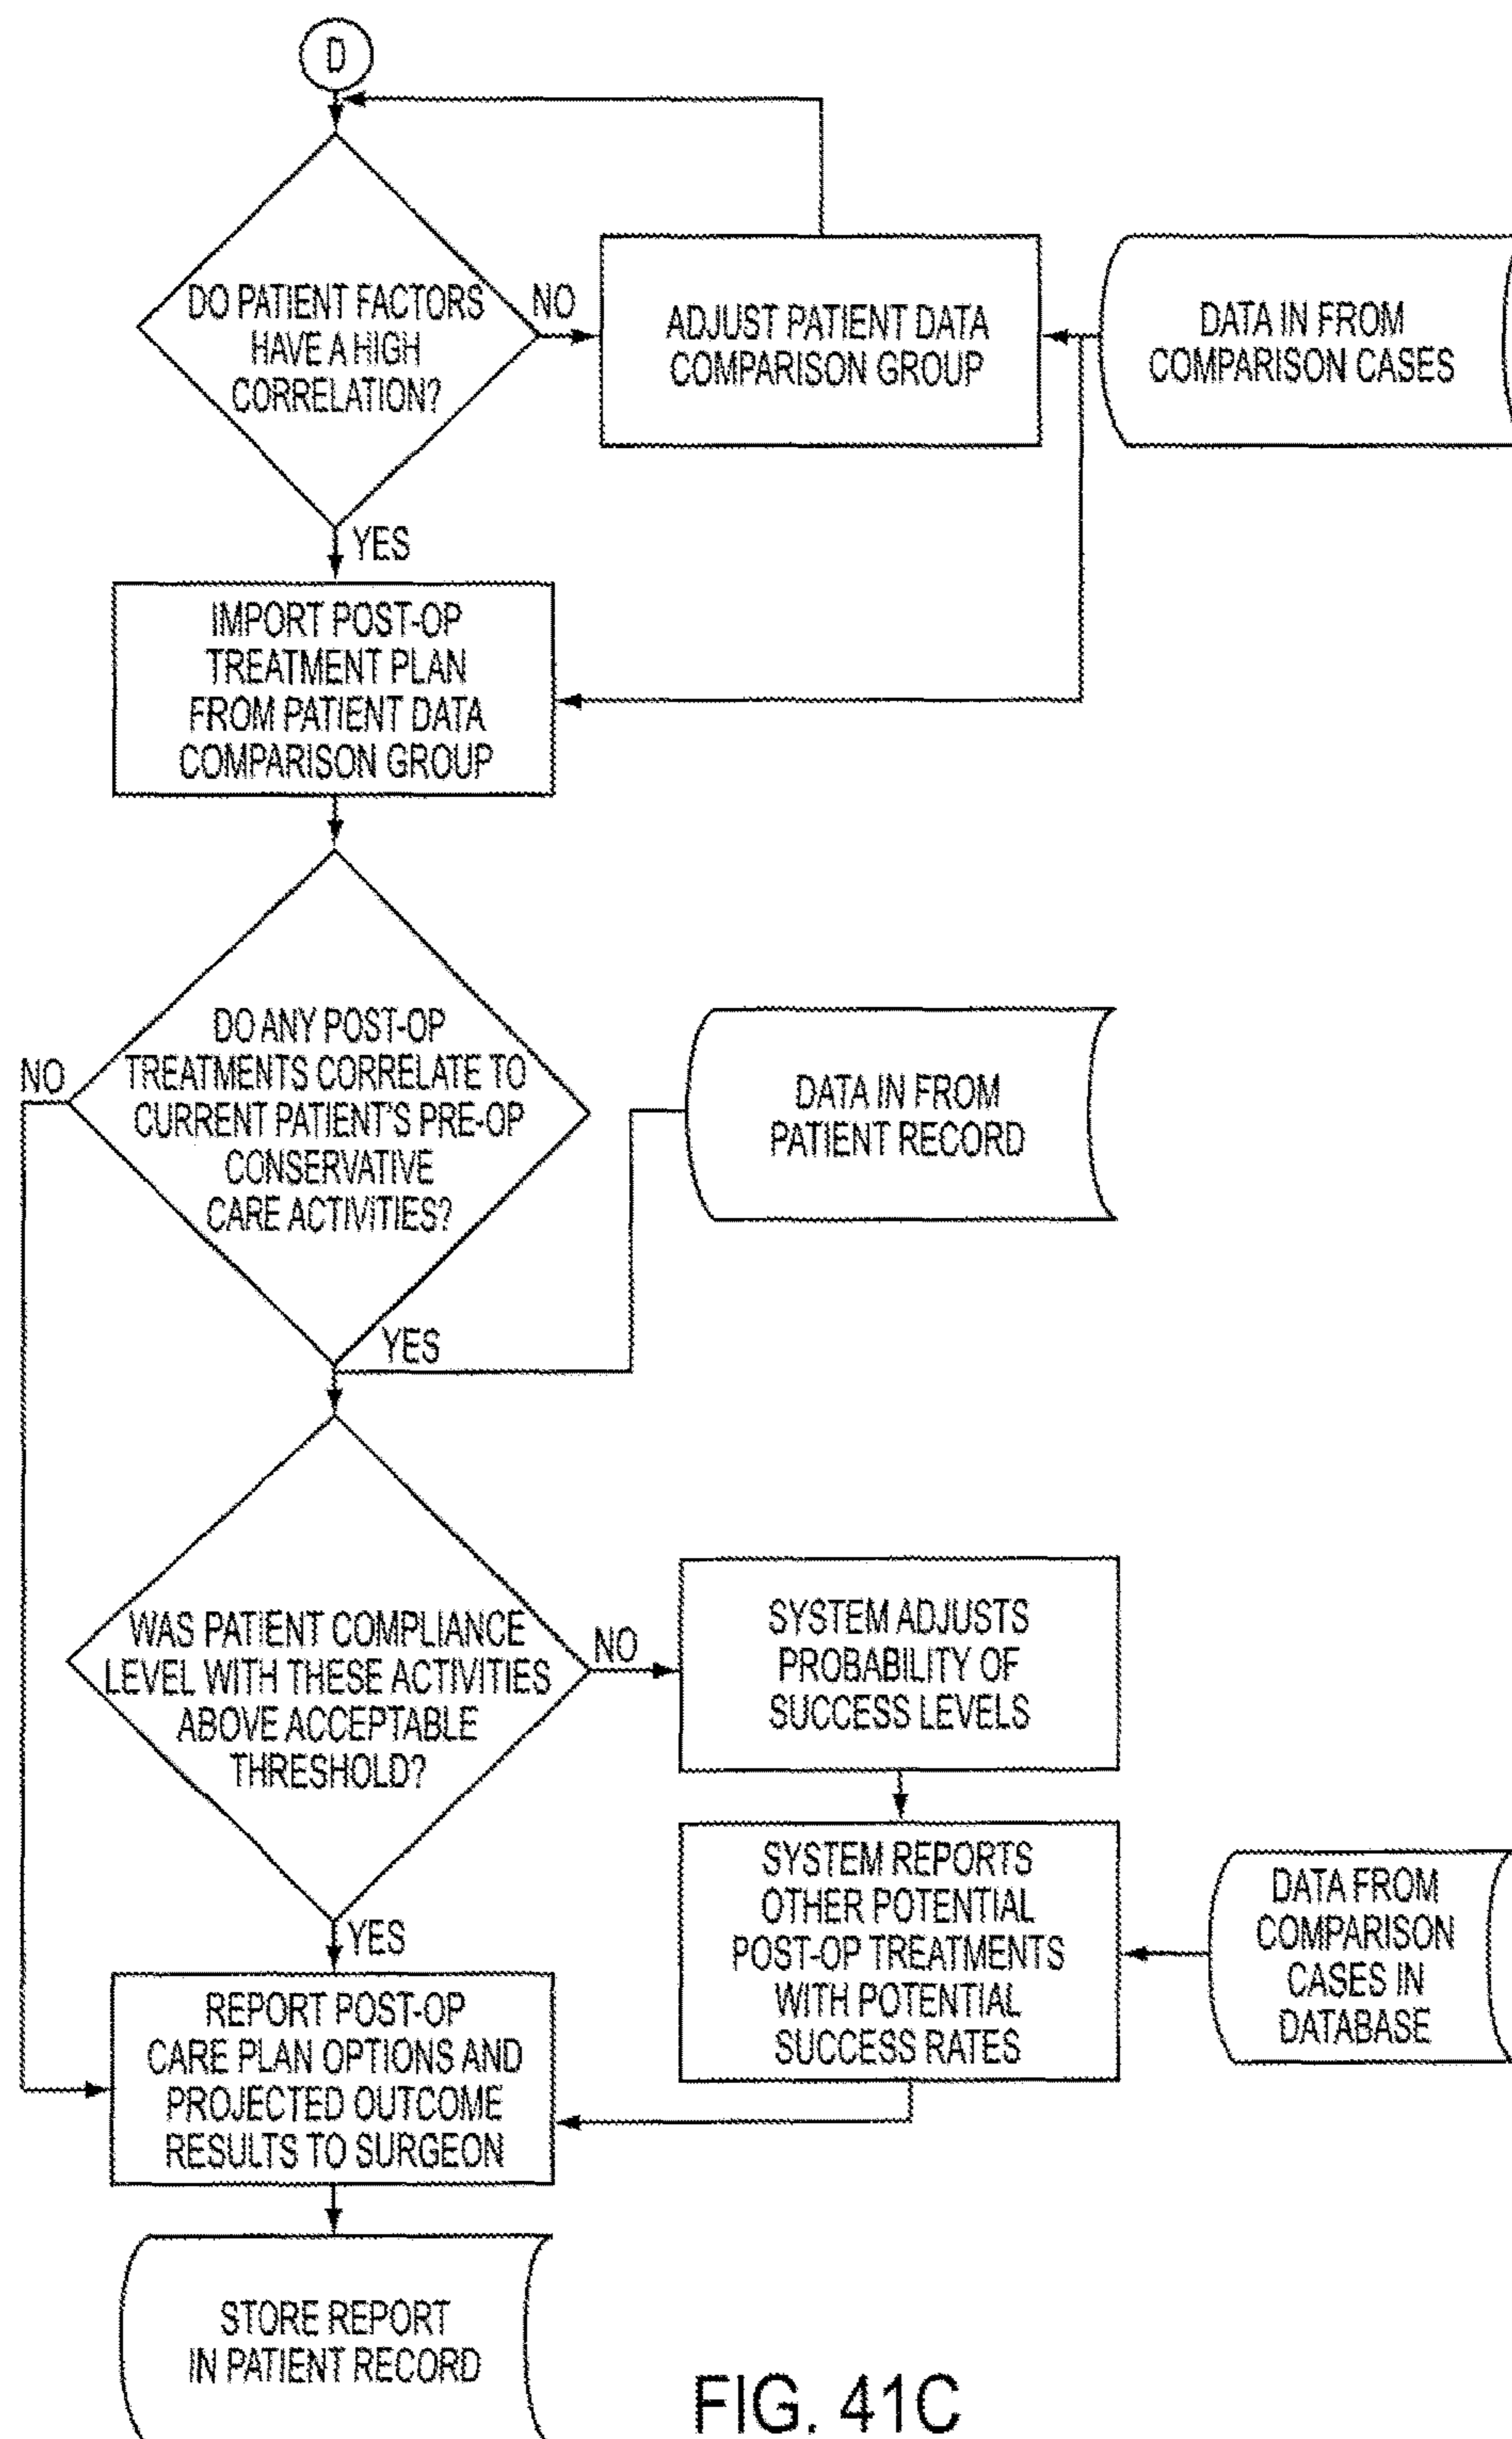 D
DO PATIENT FACTORS
HAVE A HIGH
CORRELATION?
NO
ADJUST PATIENT DATA
COMPARISON GROUP
DATA IN FROM
COMPARISON CASES
YES
IMPORT POST-OP
TREATMENT PLAN
FROM PATIENT DATA
COMPARISON GROUP
DO ANY POST-OP
TREATMENTS CORRELATE TO
CURRENT PATIENT'S PRE-OP
CONSERVATIVE
CARE ACTIVITIES?
NO
DATA IN FROM
PATIENT RECORD
YES
WAS PATIENT COMPLIANCE
LEVEL WITH THESE ACTIVITIES
ABOVE ACCEPTABLE
THRESHOLD?
NO
SYSTEM ADJUSTS
PROBABILITY OF
SUCCESS LEVELS
SYSTEM REPORTS
OTHER POTENTIAL
POST-OP TREATMENTS
WITH POTENTIAL
SUCCESS RATES
DATA FROM
COMPARISON
CASES IN
DATABASE
YES
REPORT POST-OP
CARE PLAN OPTIONS AND
PROJECTED OUTCOME
RESULTS TO SURGEON
STORE REPORT
IN PATIENT RECORD
FIG. 41C